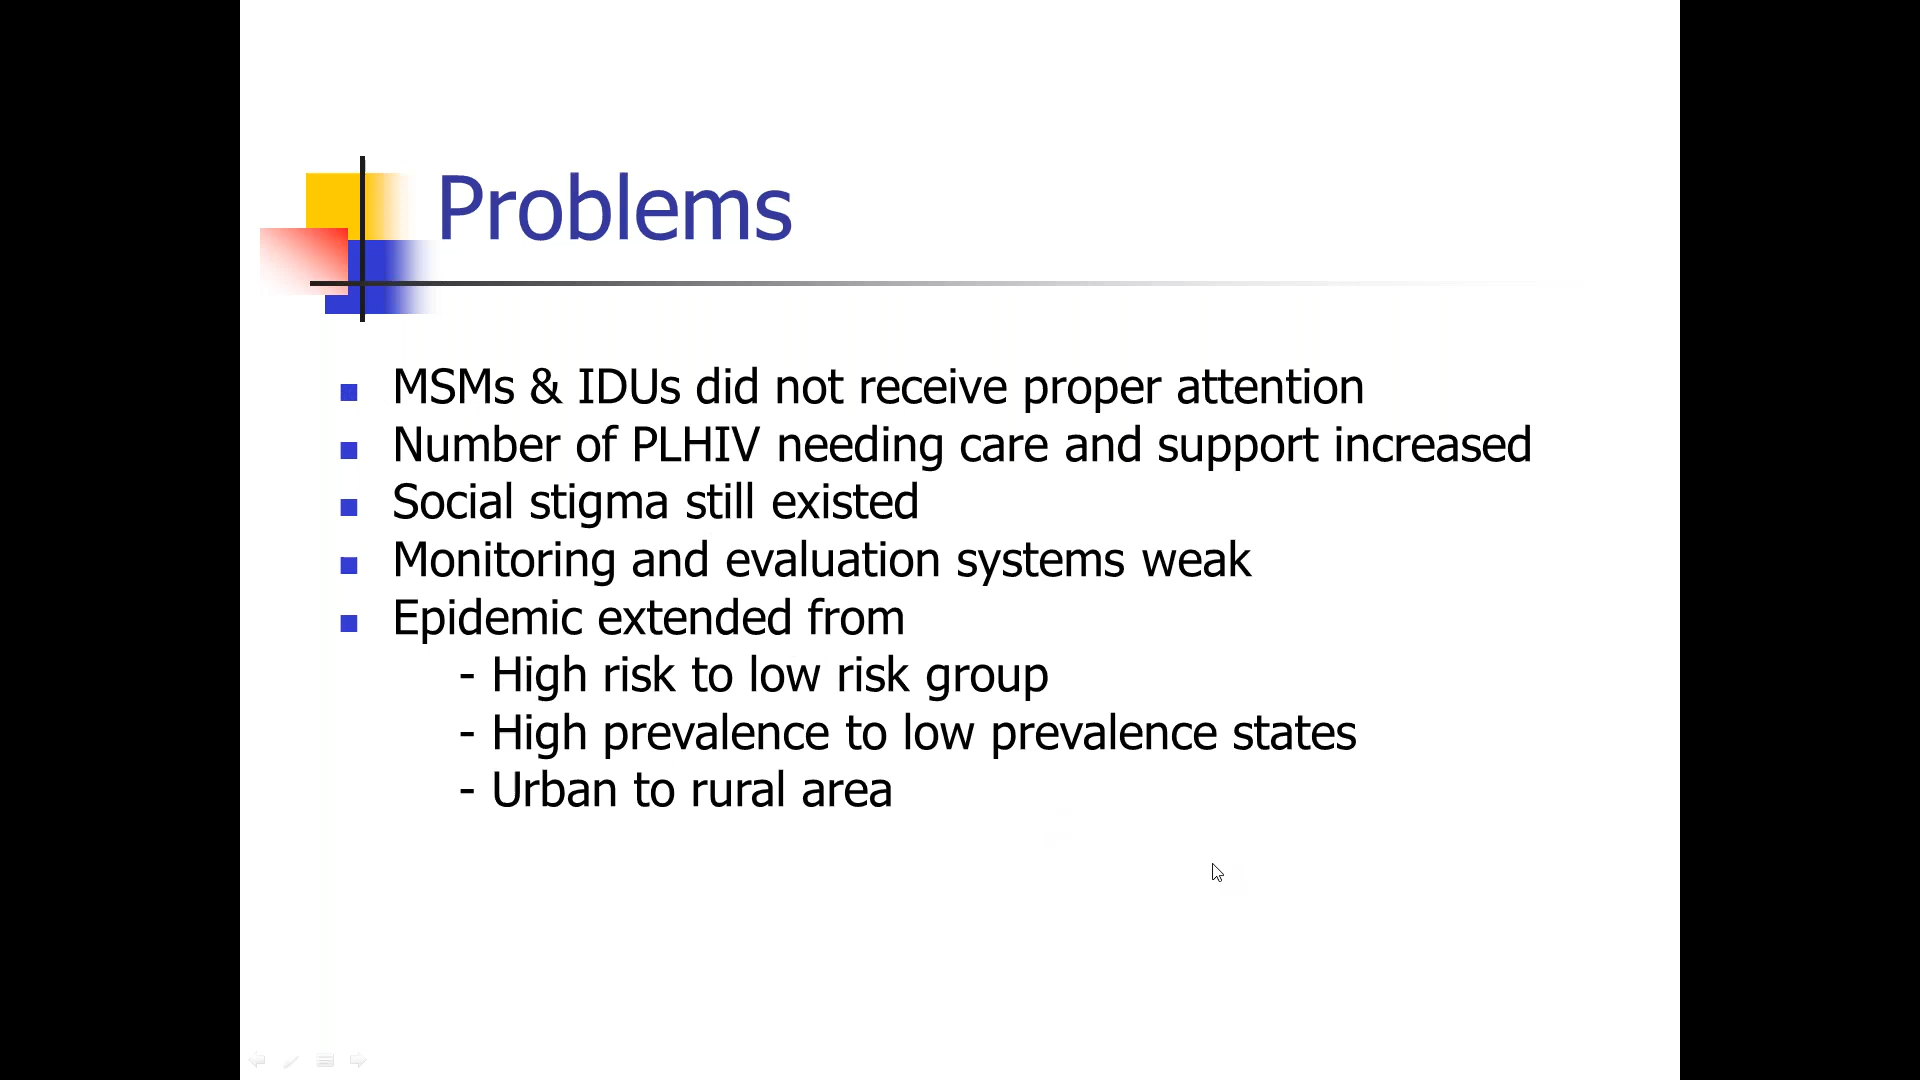 Problems
MSMs & IDUs did not receive proper attention
Number of PLHIV needing care and support increased
Social stigma still existed
Monitoring and evaluation systems weak
Epidemic extended from
- High risk to low risk group
- High prevalence to low prevalence states
- Urban to rural area